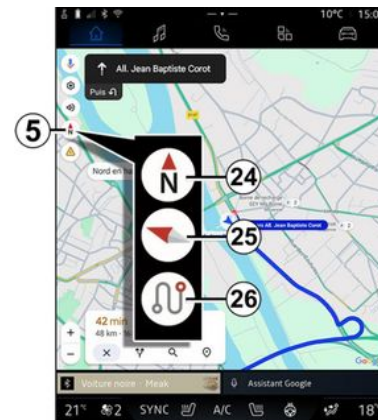 10°C 15:0
All. Jean Baptiste Corot
Puis
5
N
Nord en ha
N
24
25
26
All. Jean Baptiste Corot
42 min
48 km
+
−
Voiture noire - Meak
Assistant Google
21°
2
SYNC
A/C
18°